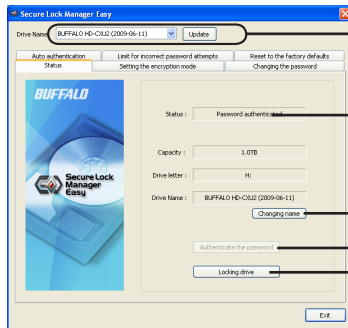 Secure Lock Manager Easy
Drive Name BUFFALO HD-CXU2 (2009-06-11) Update
Auto authentication Limit for incorrect password attempts Reset to the factory defaults
Status Setting the encryption mode Changing the password
BUFFALO
Status : Password authenticated
Capacity : 1.0TB
Secure Lock
Manager
Easy
Drive letter : H:
Drive Name : BUFFALO HD-CXU2 (2009-06-11)
Changing name
Authenticate the password
Locking drive
Exit